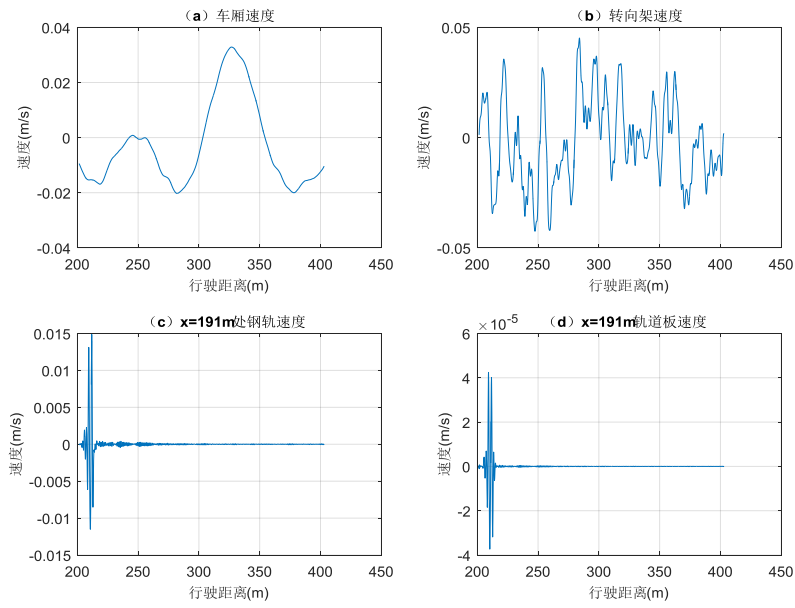 （a）车厢速度
0.04
0.02
0
-0.02
-0.04
速度(m/s)
200 250 300 350 400 450
行驶距离(m)
（b）转向架速度
0.05
0
-0.05
速度(m/s)
200 250 300 350 400 450
行驶距离(m)
（c）x=191m处钢轨速度
0.015
0.01
0.005
0
-0.005
-0.01
-0.015
速度(m/s)
200 250 300 350 400 450
行驶距离(m)
（d）x=191m轨道板速度
×10⁻⁵
6
4
2
0
-2
-4
速度(m/s)
200 250 300 350 400 450
行驶距离(m)